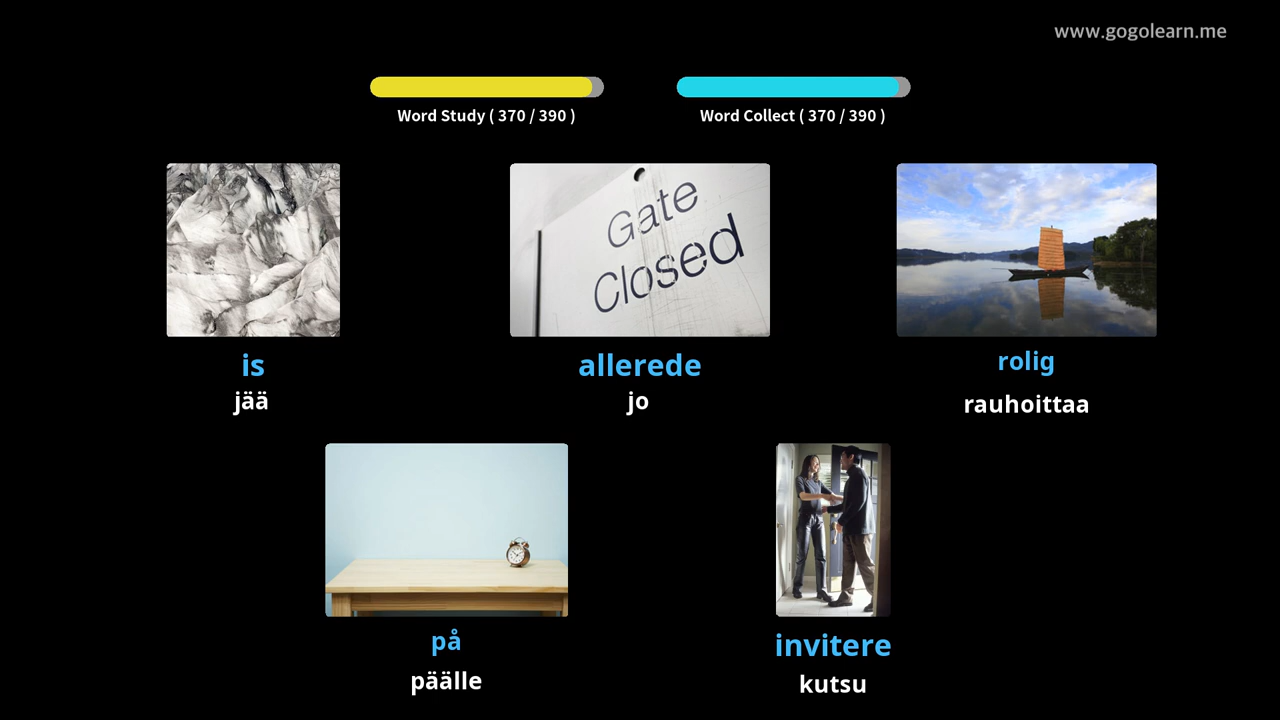 www.gogolearn.me
Word Study ( 370 / 390 )
Word Collect ( 370 / 390 )
Gate
Closed
is
jää
allerede
jo
rolig
rauhoittaa
på
päälle
invitere
kutsu